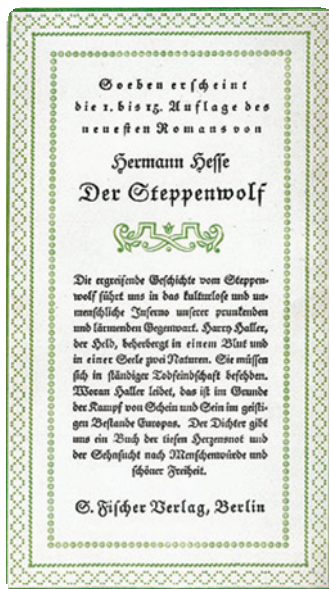 Soeben erscheint
die 1. bis 15. Auflage des
neuesten Romans von
Hermann Hesse
Der Steppenwolf
Die ergreifende Geschichte vom Steppen-
wolf führt uns in das kulturlose und un-
menschliche Inferno unserer prunkenden
und lärmenden Gegenwart. Harry Haller,
der Held, beherbergt in einem Blut und
in einer Seele zwei Naturen. Sie müssen
sich in ständiger Todfeindschaft befehden.
Woran Haller leidet, das ist im Grunde
der Kampf von Schein und Sein im geisti-
gen Bestande Europas. Der Dichter gibt
uns ein Buch der tiefen Herzensnot und
der Sehnsucht nach Menschenwürde und
schöner Freiheit.
S. Fischer Verlag, Berlin